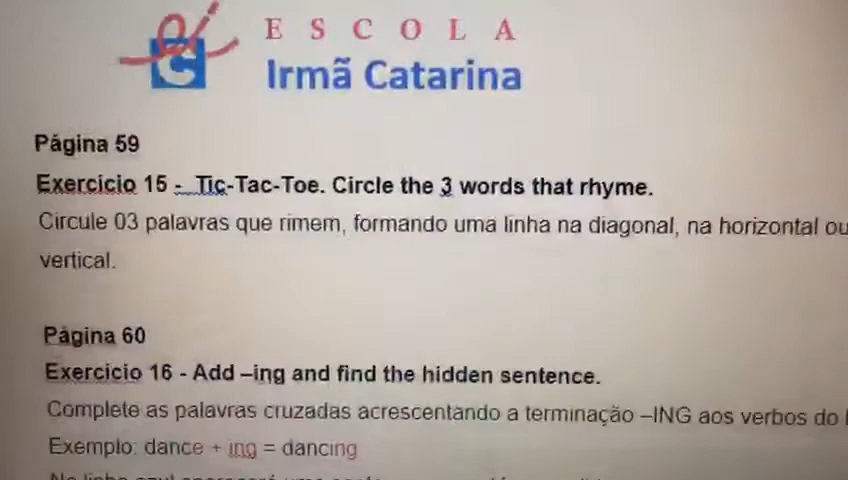 ESCOLA
Irmã Catarina
Página 59
Exercício 15 - Tic-Tac-Toe. Circle the 3 words that rhyme.
Circule 03 palavras que rimem, formando uma linha na diagonal, na horizontal ou
vertical.
Página 60
Exercício 16 - Add –ing and find the hidden sentence.
Complete as palavras cruzadas acrescentando a terminação –ING aos verbos do
Exemplo: dance + ing = dancing